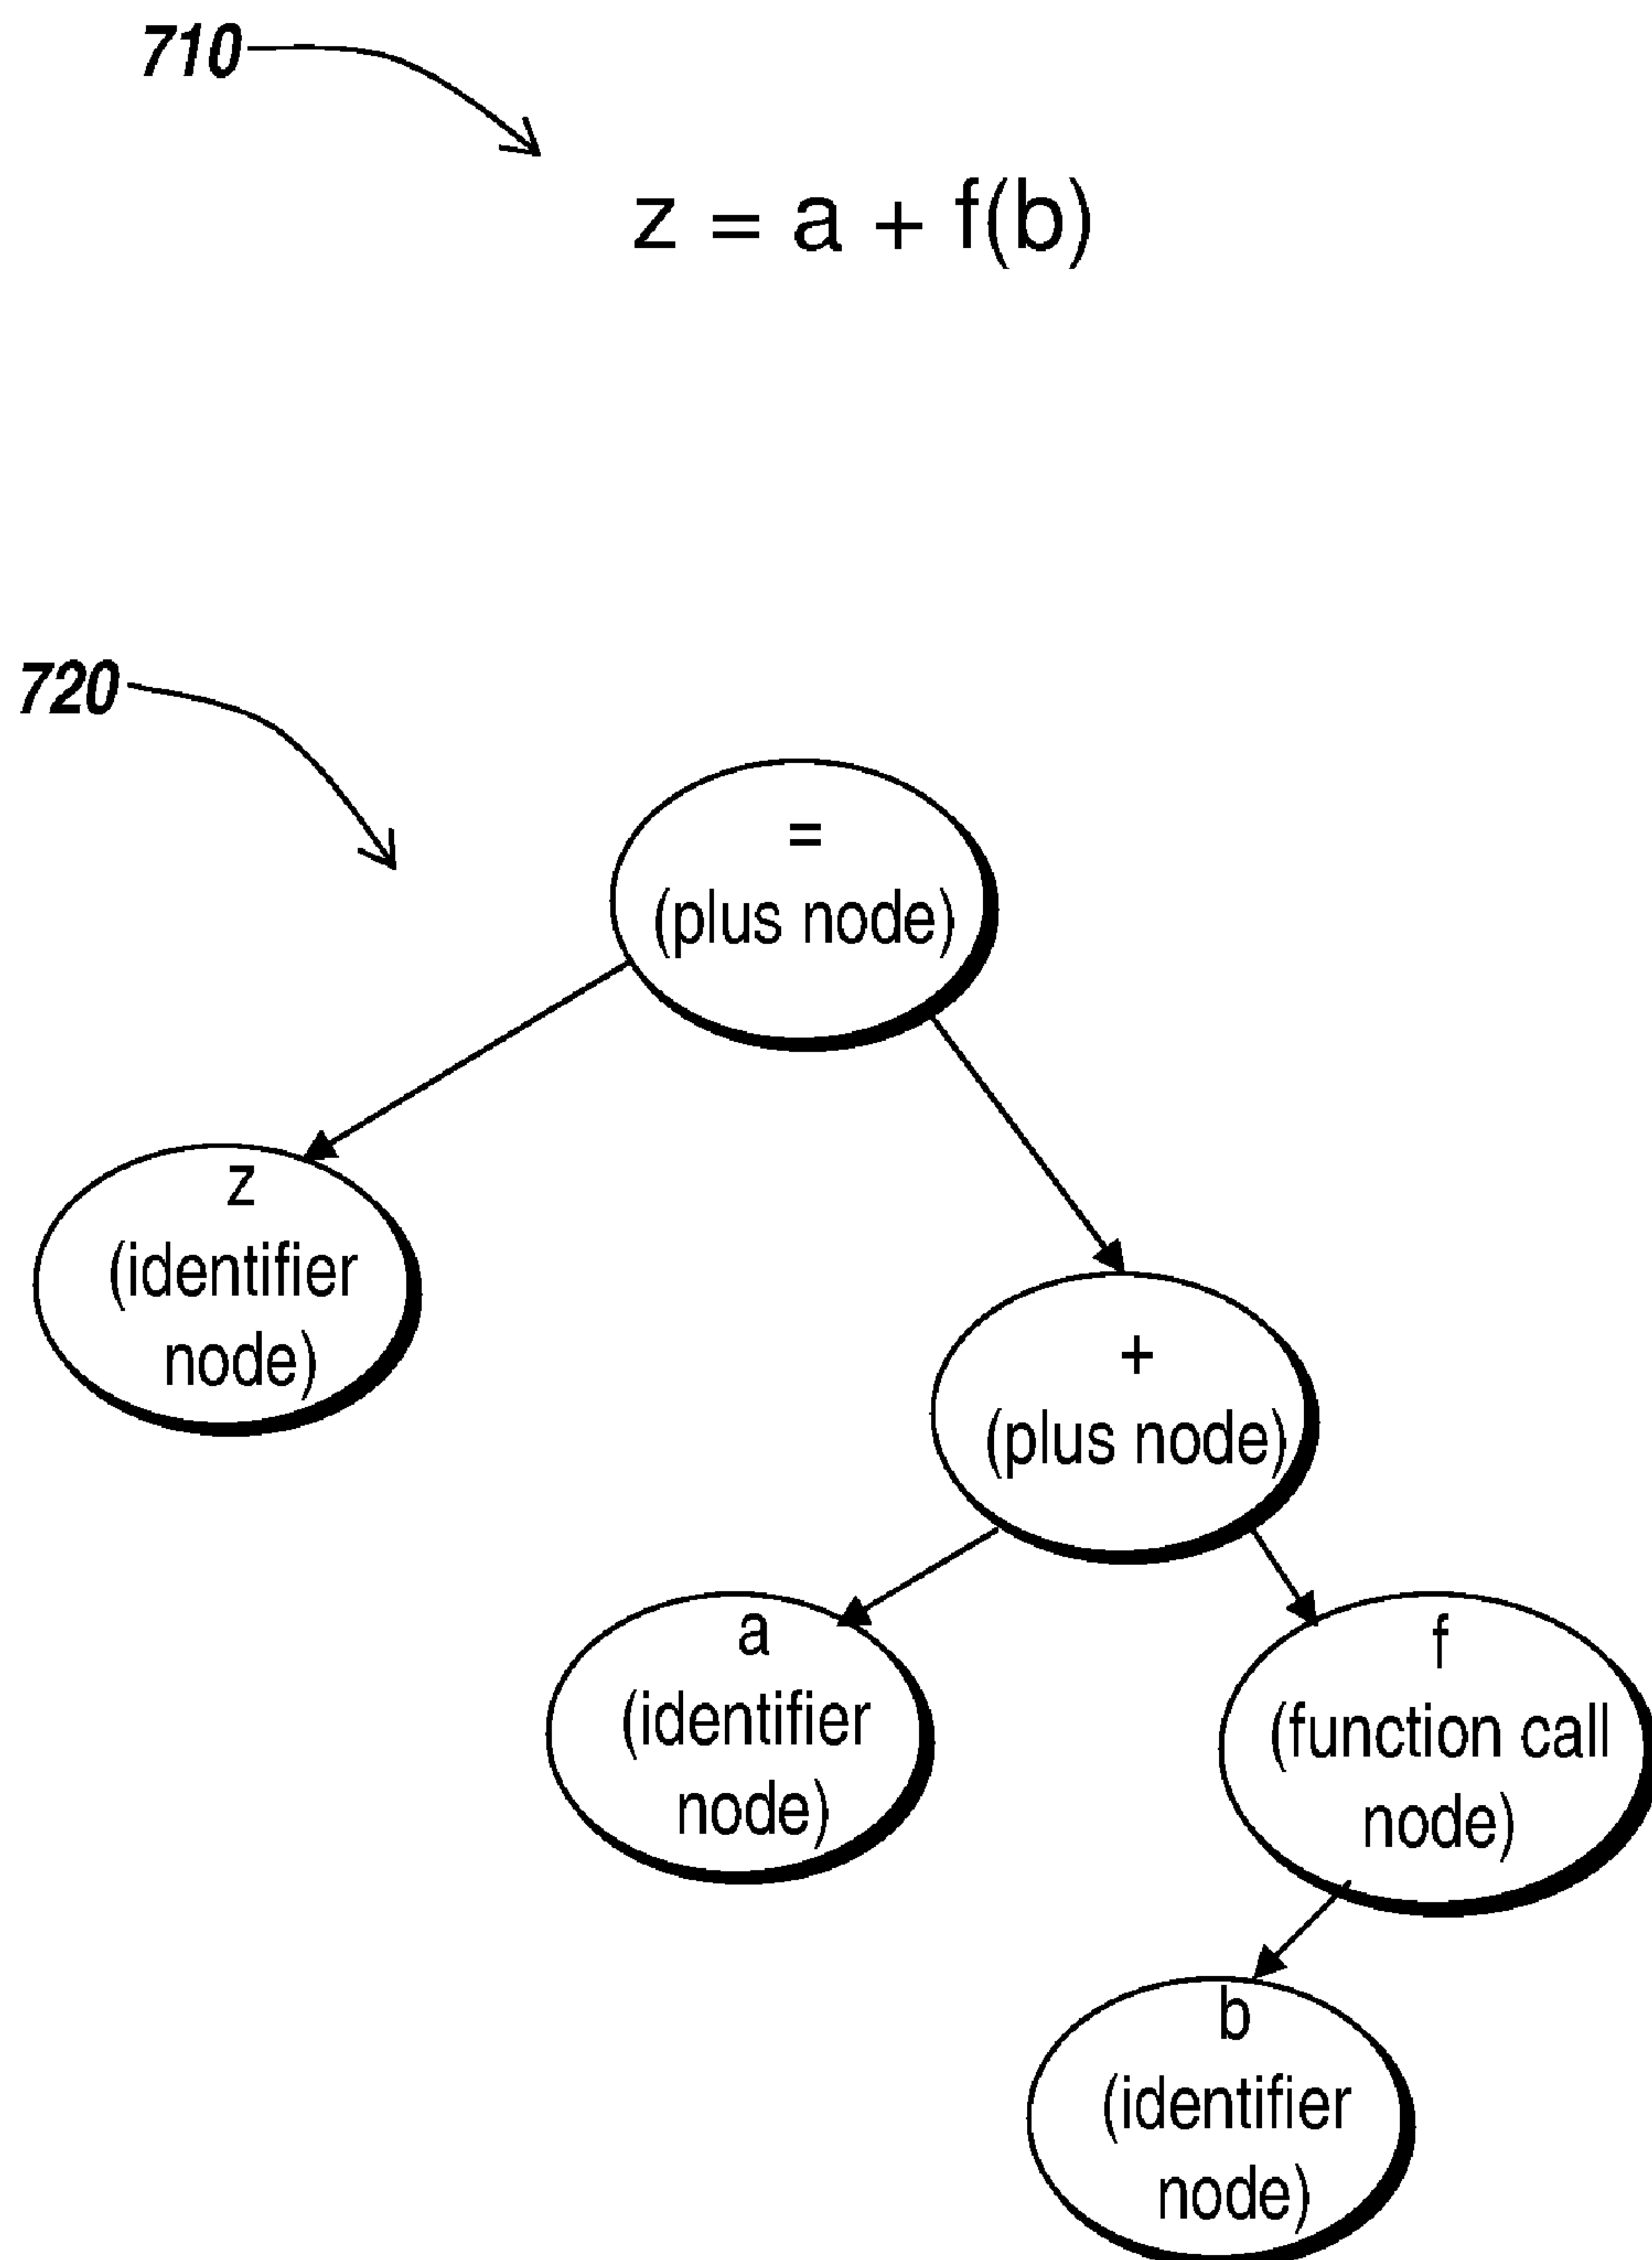 710
z = a + f(b)
720
=
(plus node)
z
(identifier
node)
+
(plus node)
a
(identifier
node)
f
(function call
node)
b
(identifier
node)